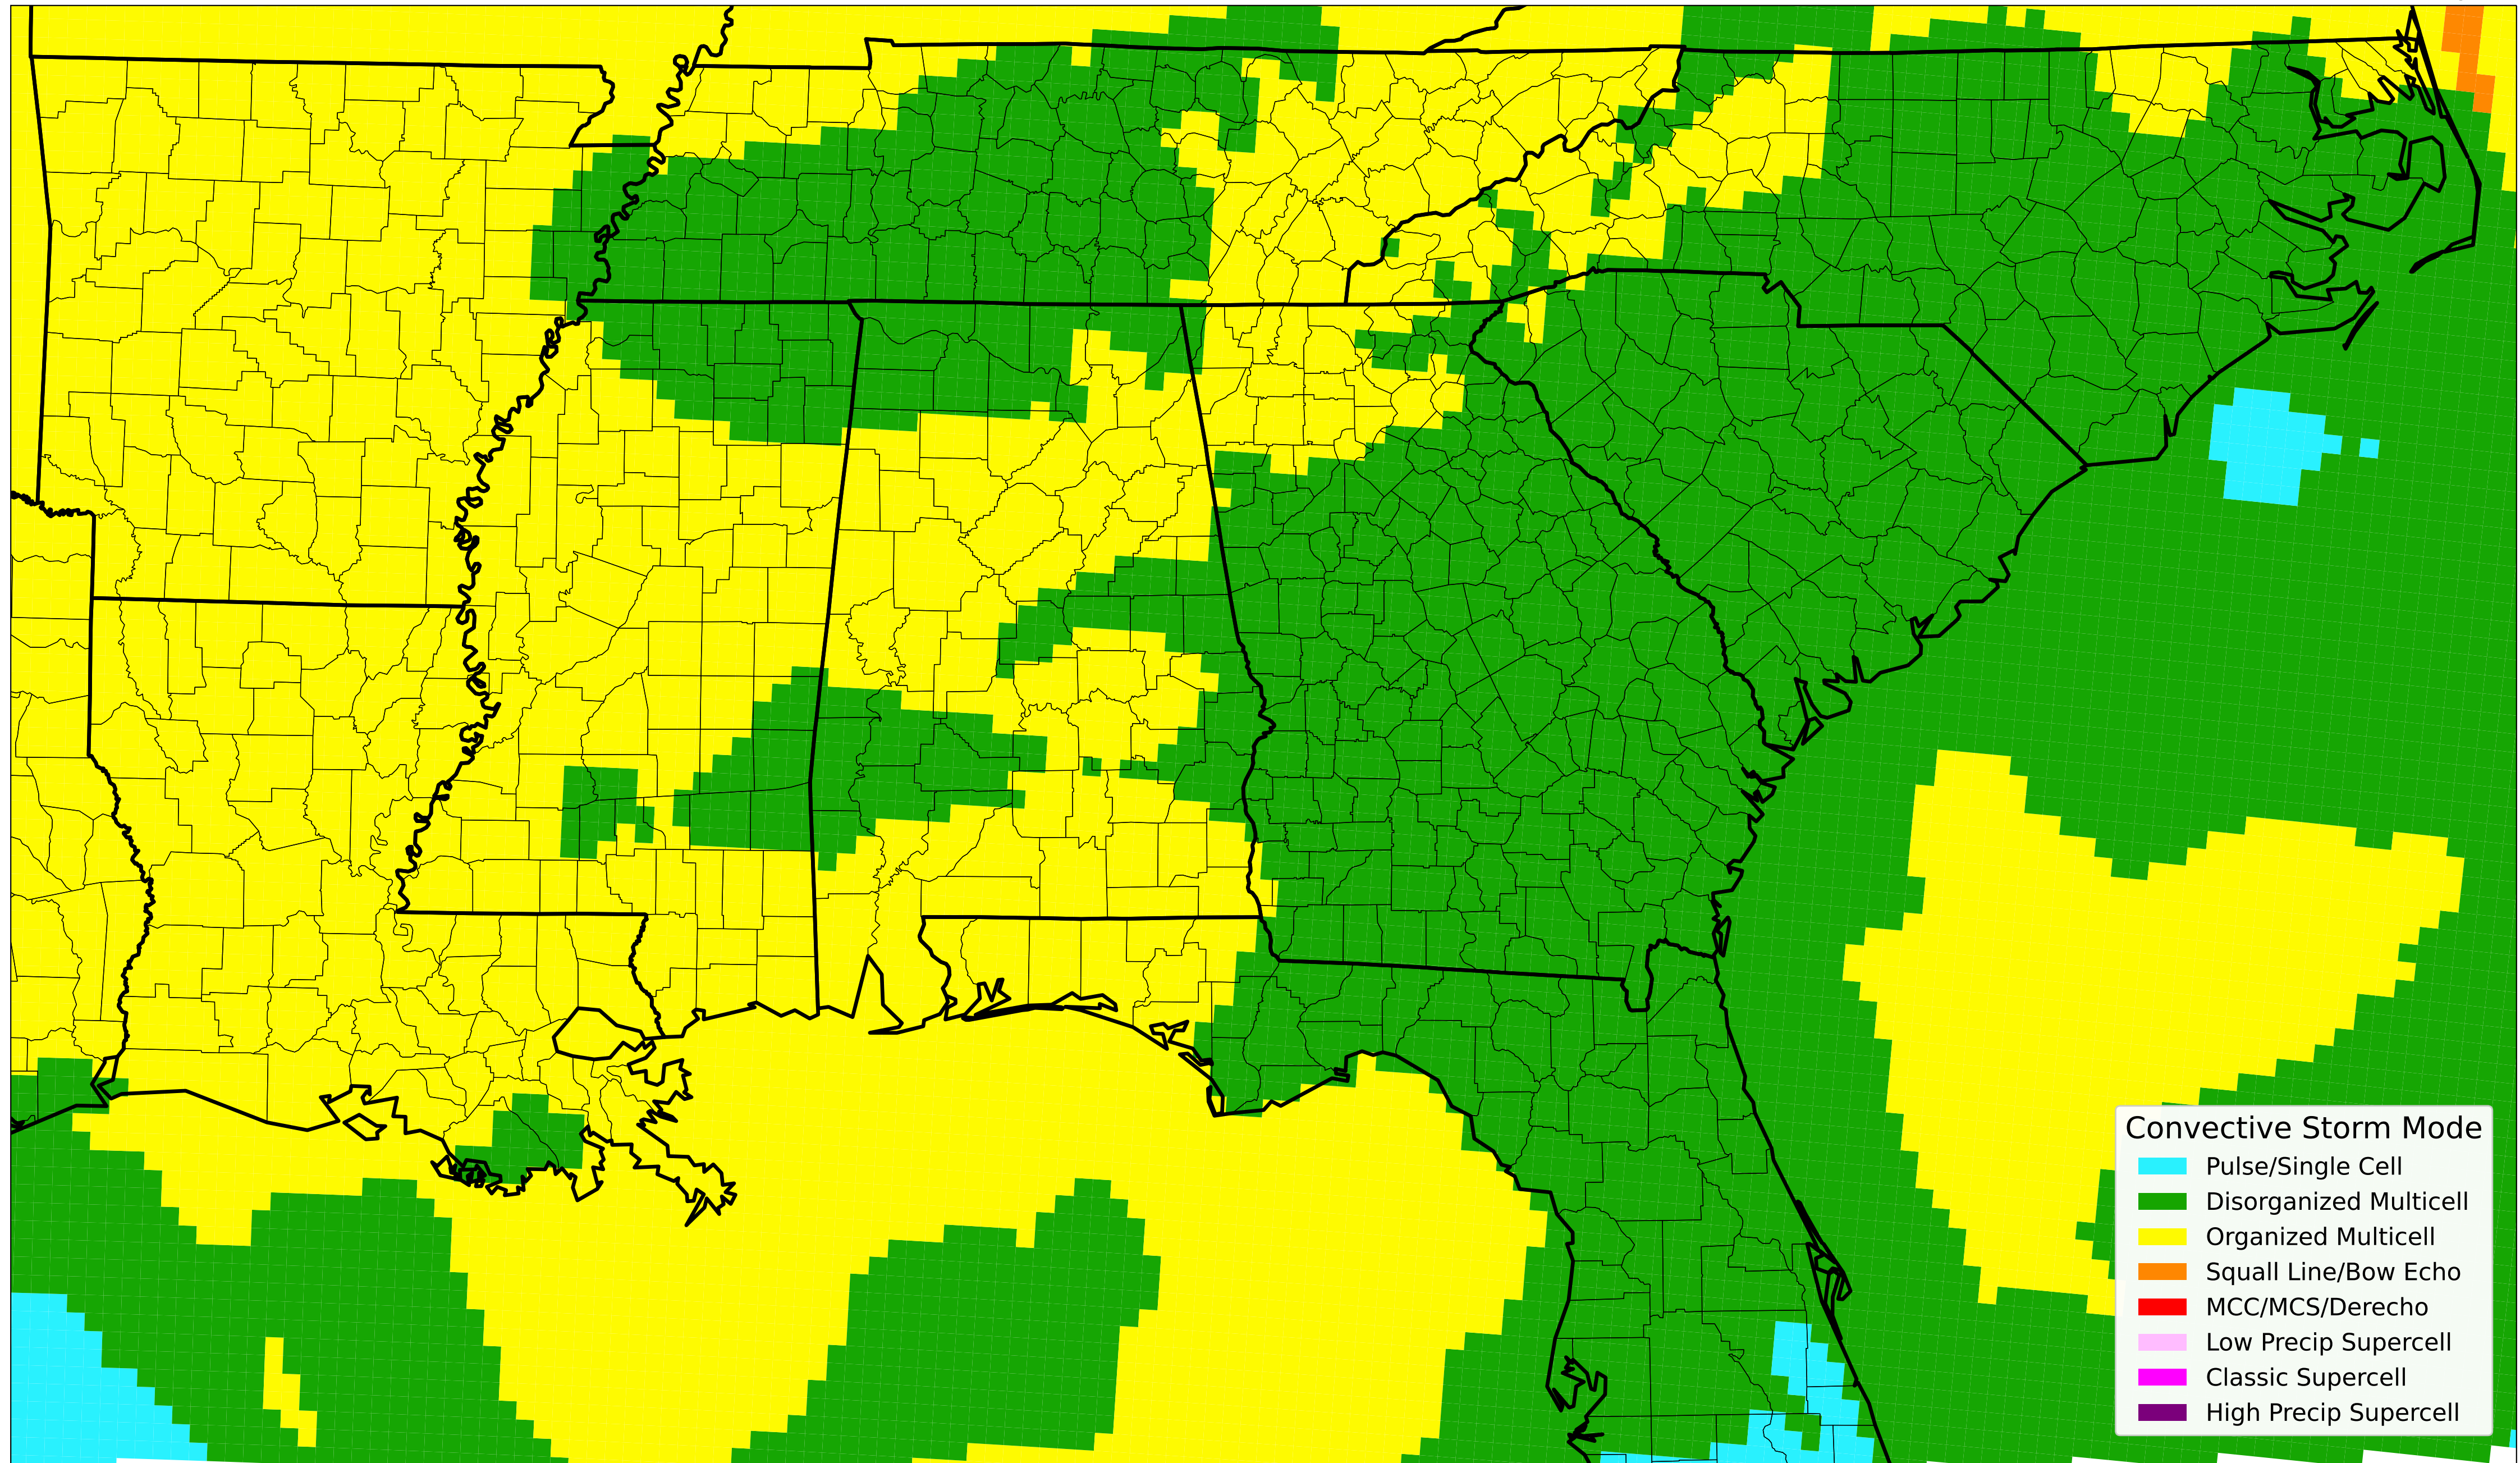 Convective Storm Mode
Pulse/Single Cell
Disorganized Multicell
Organized Multicell
Squall Line/Bow Echo
MCC/MCS/Derecho
Low Precip Supercell
Classic Supercell
High Precip Supercell